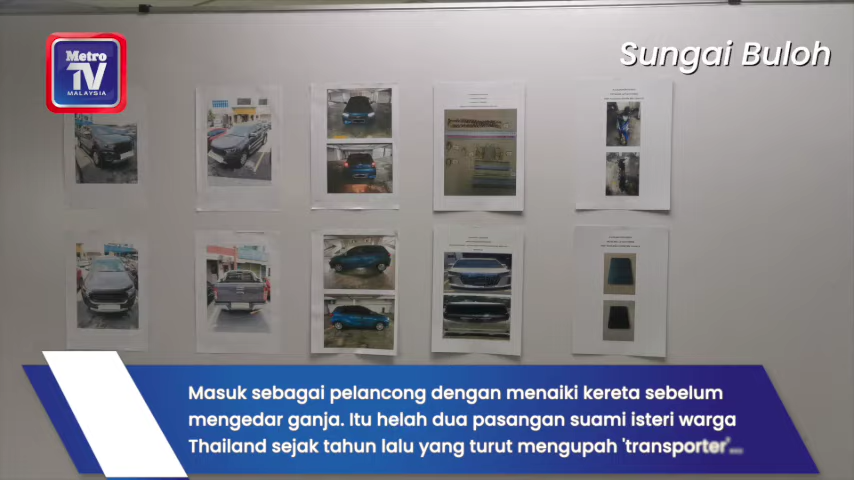 Metro
TV
MALAYSIA
Sungai Buloh
Masuk sebagai pelancong dengan menaiki kereta sebelum
mengedar ganja. Itu helah dua pasangan suami isteri warga
Thailand sejak tahun lalu yang turut mengupah 'transporter'...